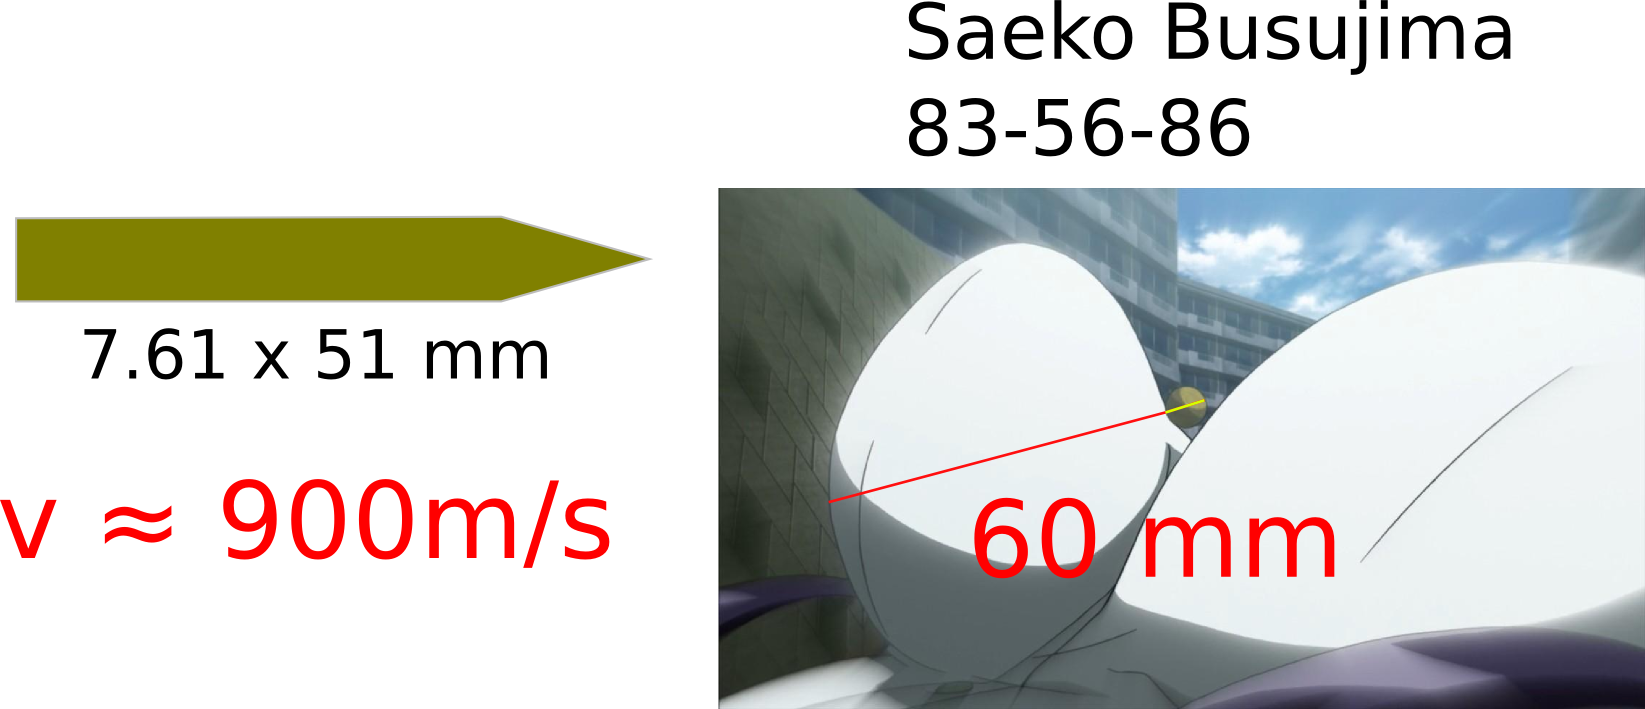 Saeko Busujima
83-56-86
7.61 x 51 mm
v ≈ 900m/s
60 mm